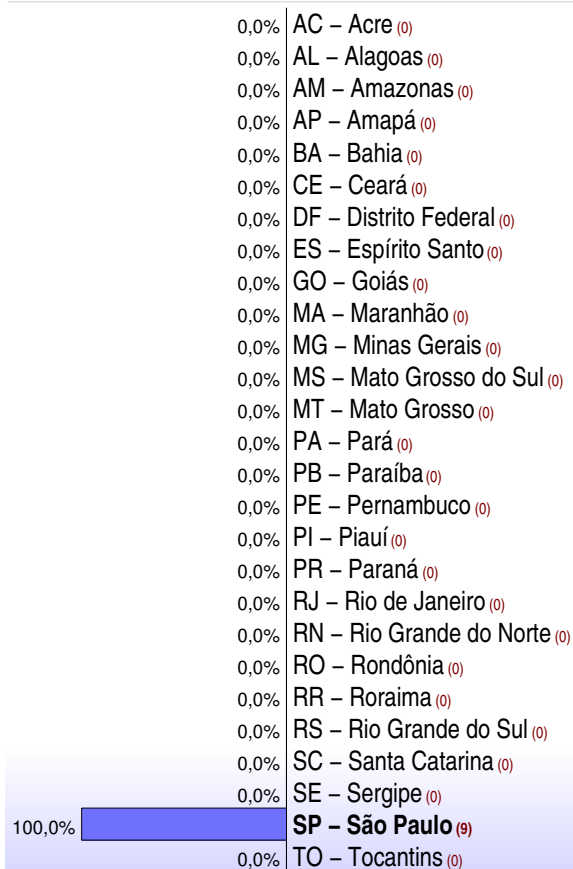 0,0% AC – Acre (0)
0,0% AL – Alagoas (0)
0,0% AM – Amazonas (0)
0,0% AP – Amapá (0)
0,0% BA – Bahia (0)
0,0% CE – Ceará (0)
0,0% DF – Distrito Federal (0)
0,0% ES – Espírito Santo (0)
0,0% GO – Goiás (0)
0,0% MA – Maranhão (0)
0,0% MG – Minas Gerais (0)
0,0% MS – Mato Grosso do Sul (0)
0,0% MT – Mato Grosso (0)
0,0% PA – Pará (0)
0,0% PB – Paraíba (0)
0,0% PE – Pernambuco (0)
0,0% PI – Piauí (0)
0,0% PR – Paraná (0)
0,0% RJ – Rio de Janeiro (0)
0,0% RN – Rio Grande do Norte (0)
0,0% RO – Rondônia (0)
0,0% RR – Roraima (0)
0,0% RS – Rio Grande do Sul (0)
0,0% SC – Santa Catarina (0)
0,0% SE – Sergipe (0)
100,0% SP – São Paulo (9)
0,0% TO – Tocantins (0)